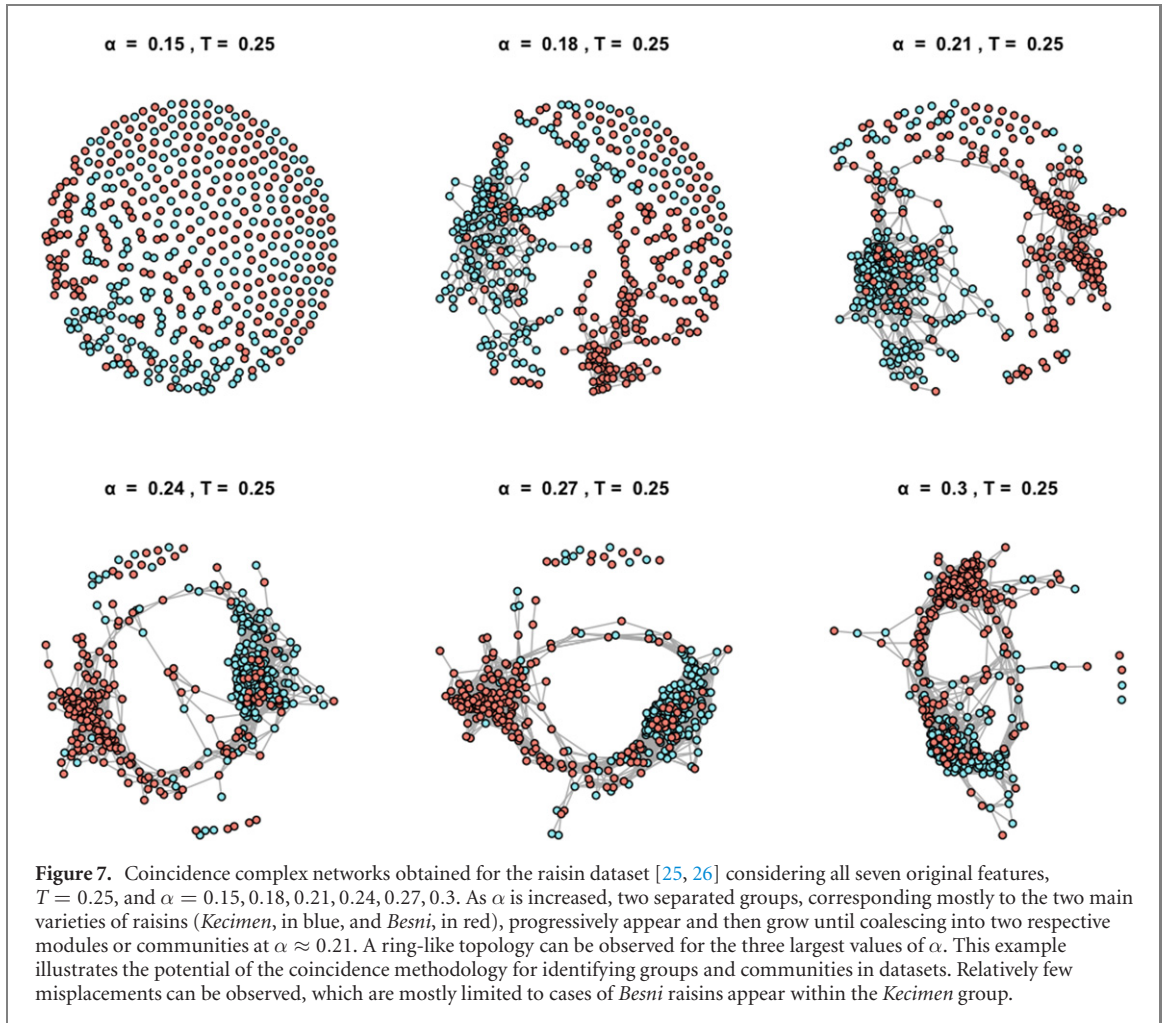 α = 0.15 , T = 0.25
α = 0.18 , T = 0.25
α = 0.21 , T = 0.25
α = 0.24 , T = 0.25
α = 0.27 , T = 0.25
α = 0.3 , T = 0.25
Figure 7. Coincidence complex networks obtained for the raisin dataset [25, 26] considering all seven original features,
T = 0.25, and α = 0.15, 0.18, 0.21, 0.24, 0.27, 0.3. As α is increased, two separated groups, corresponding mostly to the two main
varieties of raisins (Kecimen, in blue, and Besni, in red), progressively appear and then grow until coalescing into two respective
modules or communities at α ≈ 0.21. A ring-like topology can be observed for the three largest values of α. This example
illustrates the potential of the coincidence methodology for identifying groups and communities in datasets. Relatively few
misplacements can be observed, which are mostly limited to cases of Besni raisins appear within the Kecimen group.